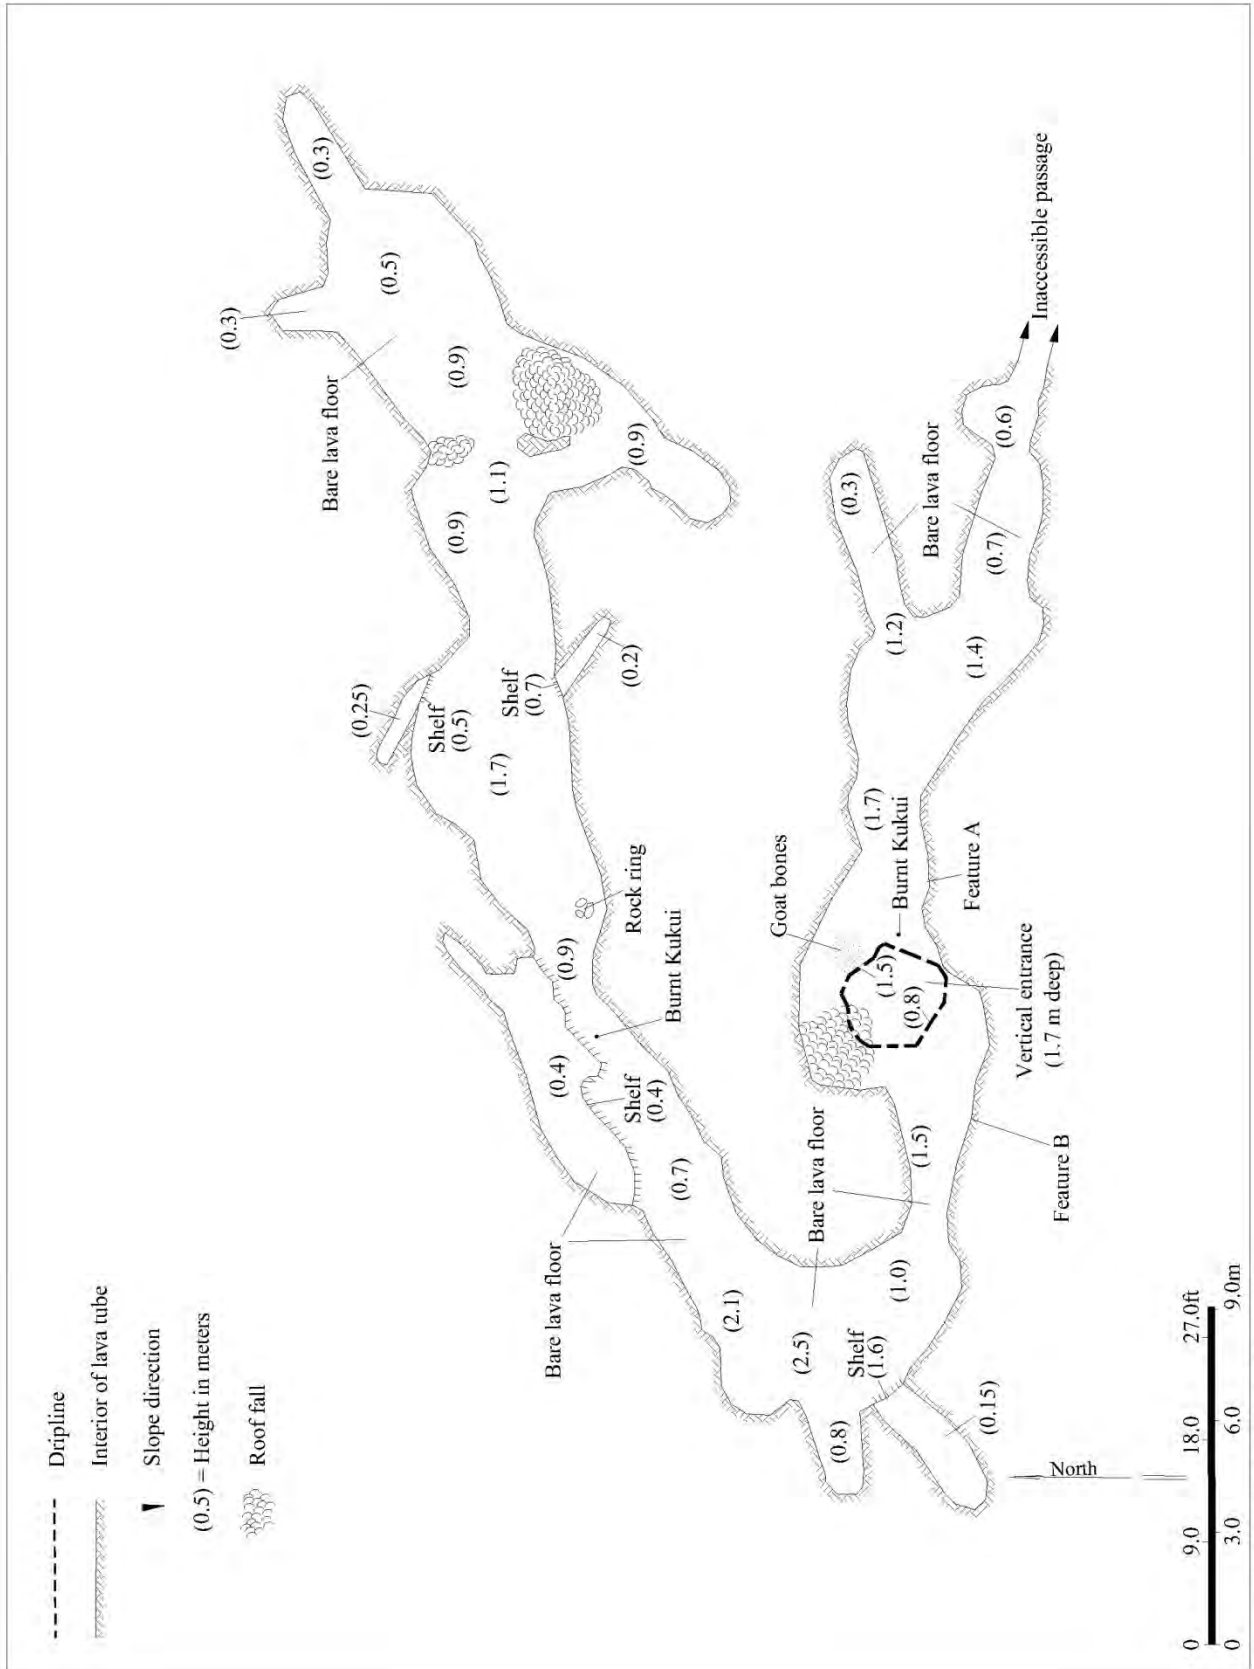 Dripline
Interior of lava tube
Slope direction
(0.5) = Height in meters
Roof fall
(0.3)
(0.3)
(0.5)
Bare lava floor
(0.9)
(0.9)
(1.1)
(0.9)
(0.25)
Shelf
(0.5)
Shelf
(0.7)
(0.2)
(1.7)
Rock ring
(0.9)
Burnt Kukui
(0.4)
Shelf
(0.4)
Bare lava floor
(0.7)
(2.1)
(2.5)
Bare lava floor
Shelf
(1.6)
(0.8)
(0.15)
(1.0)
(1.5)
Feature B
Goat bones
(1.5)
(0.8)
Vertical entrance
(1.7 m deep)
Burnt Kukui
Feature A
(1.7)
(1.2)
(1.4)
(0.3)
Bare lava floor
(0.7)
(0.6)
Inaccessible passage
North
0 9.0 18.0 27.0ft
0 3.0 6.0 9.0m